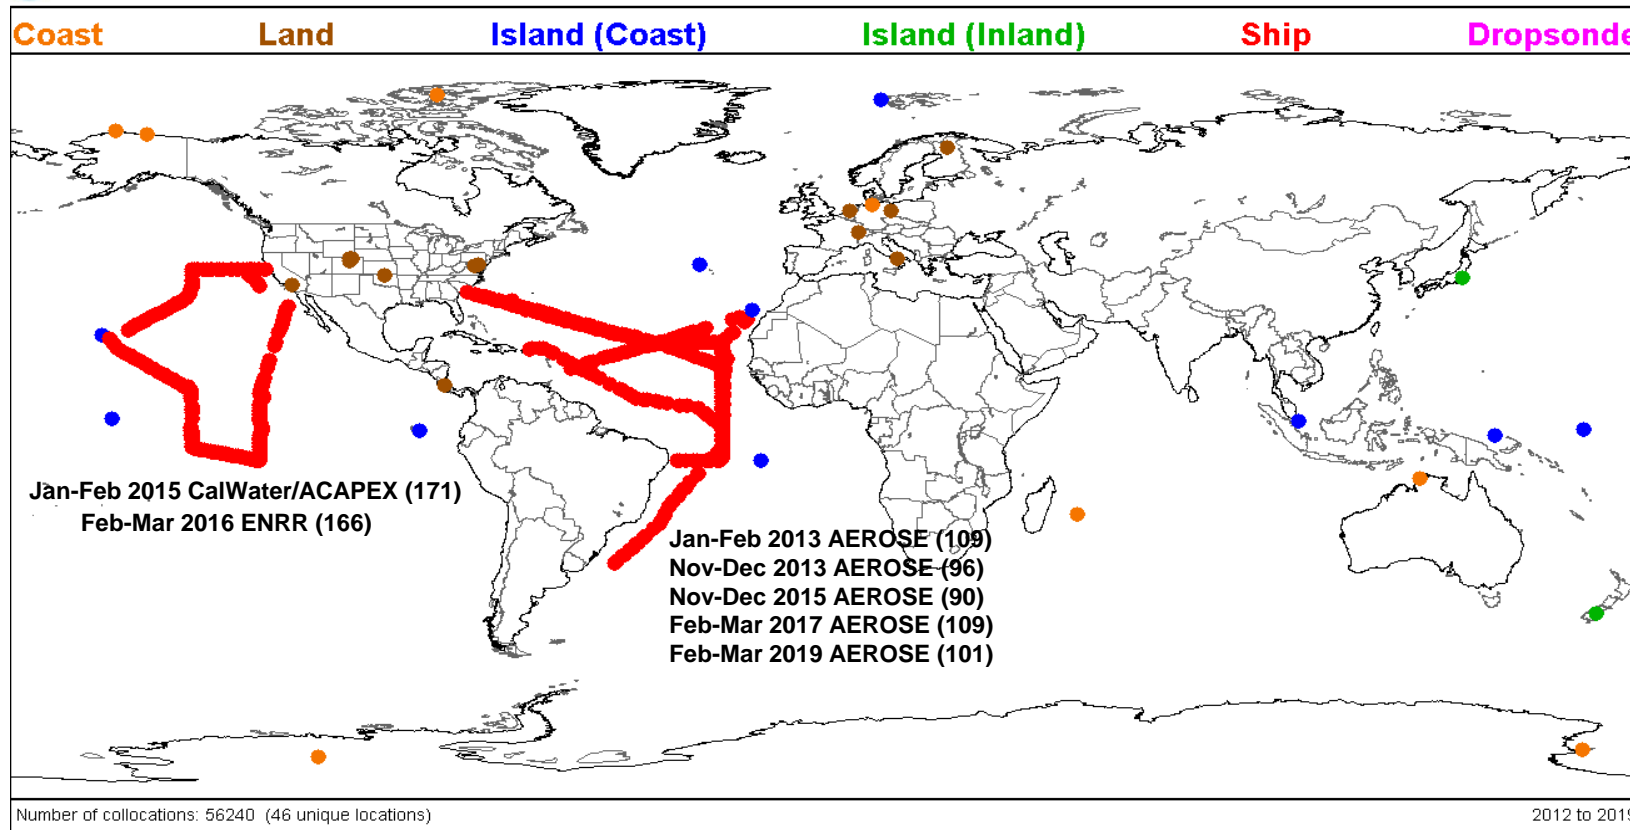 Coast Land Island (Coast) Island (Inland) Ship Dropsonde
Jan-Feb 2015 CalWater/ACAPEX (171)
Feb-Mar 2016 ENRR (166)
Jan-Feb 2013 AEROSE (109)
Nov-Dec 2013 AEROSE (96)
Nov-Dec 2015 AEROSE (90)
Feb-Mar 2017 AEROSE (109)
Feb-Mar 2019 AEROSE (101)
Number of collocations: 56240 (46 unique locations) 2012 to 2019